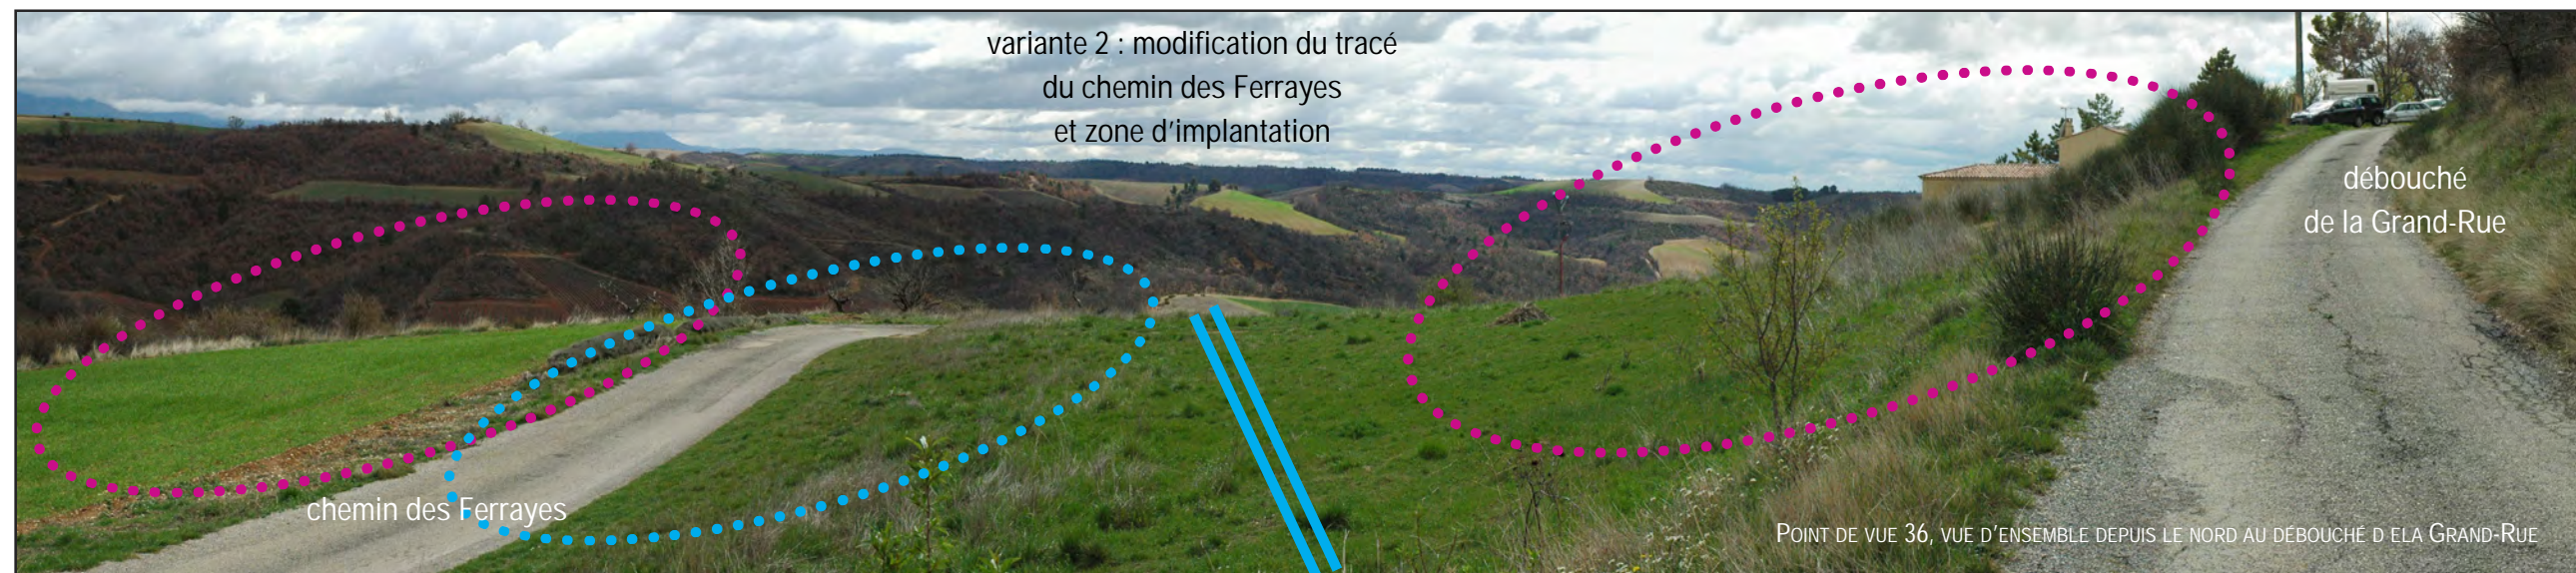 variante 2 : modification du tracé
du chemin des Ferrayes
et zone d'implantation
débouché
de la Grand-Rue
chemin des Ferrayes
Point de vue 36, vue d'ensemble depuis le nord au débouché d ela Grand-Rue